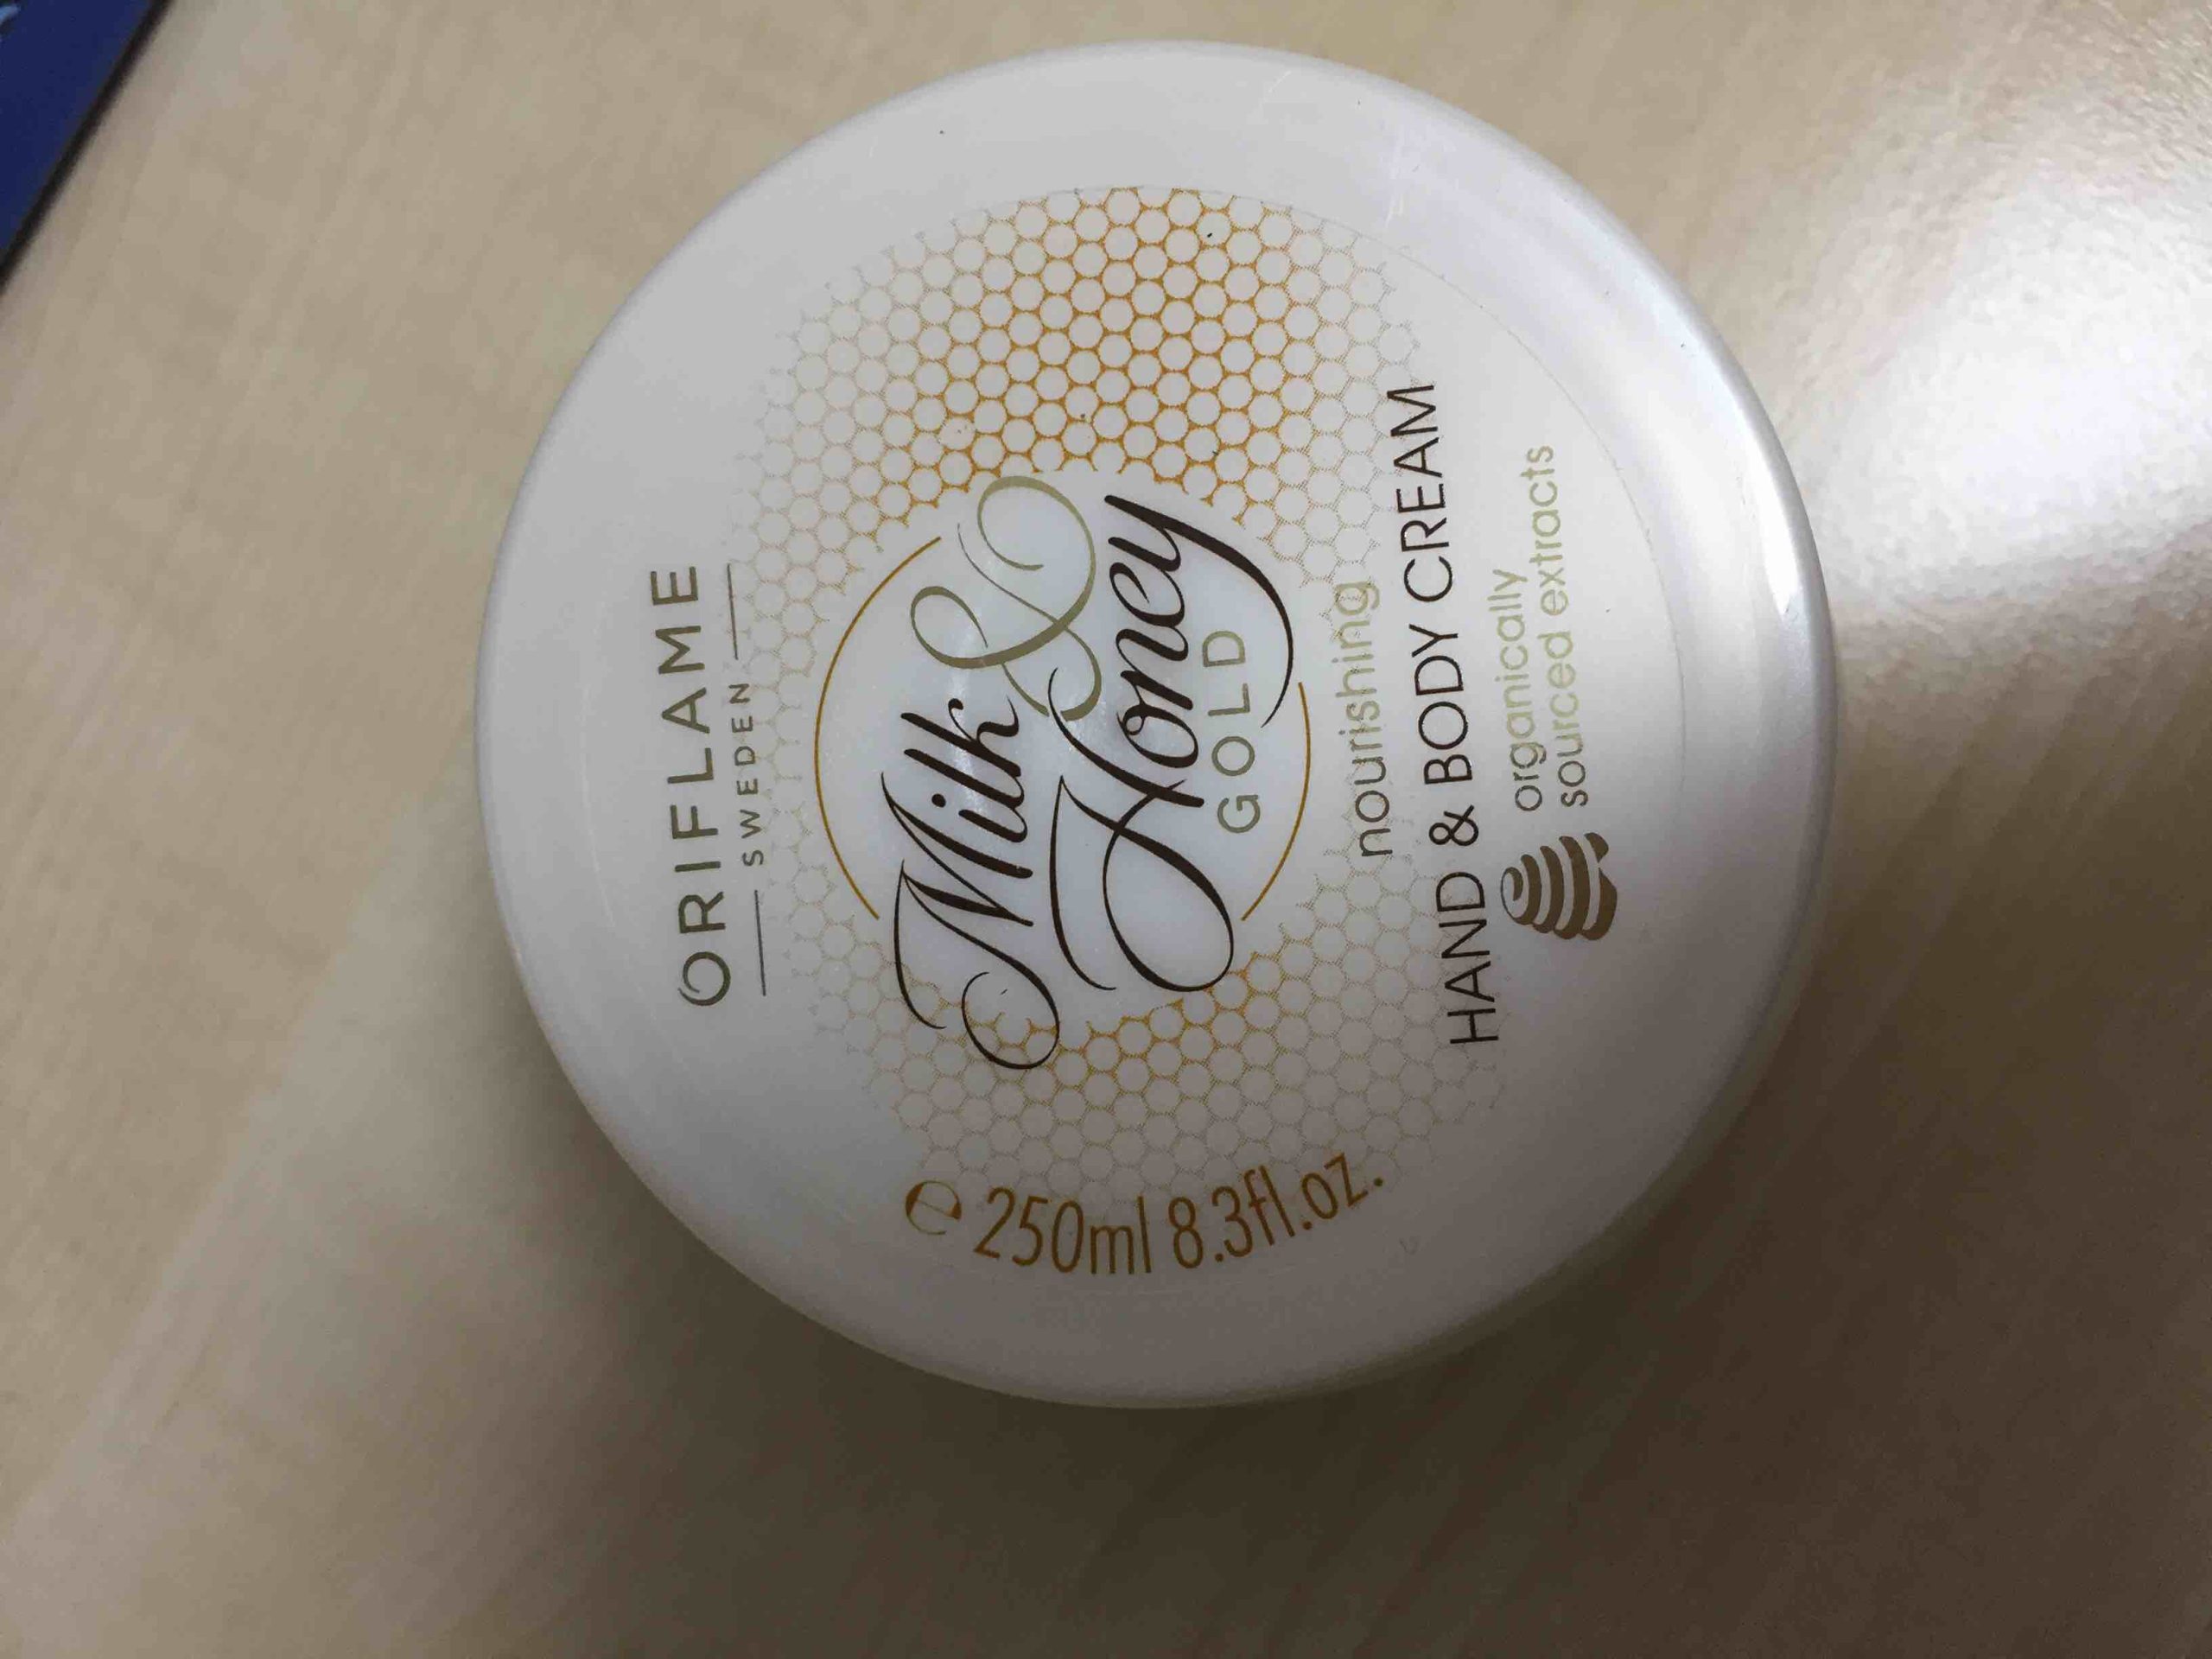 ORIFLAME
SWEDEN
Milk &
Honey
GOLD
nourishing
HAND & BODY CREAM
organically
sourced extracts
e 250ml 8.3fl.oz.